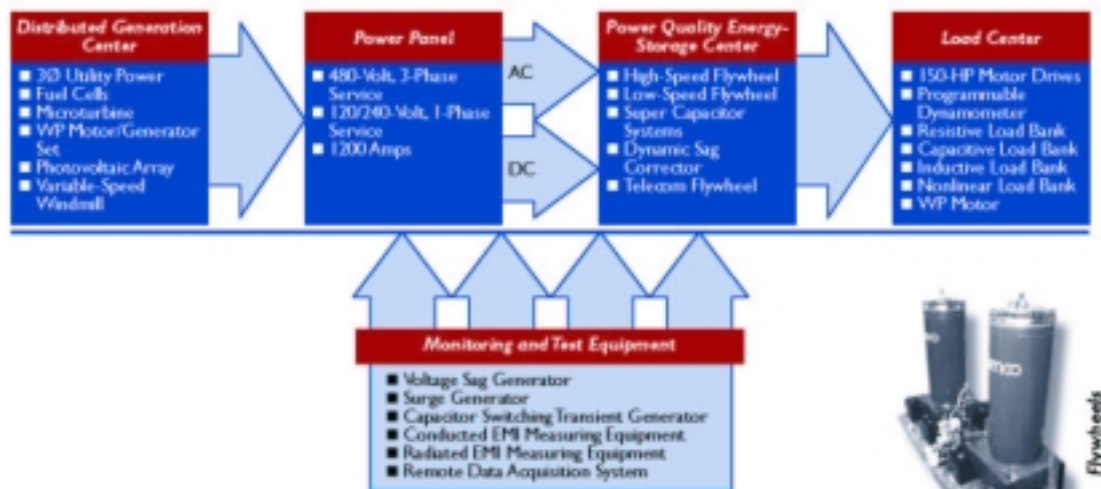 Distributed Generation
Center
3Ø Utility Power
Fuel Cells
Microturbine
WP Motor/Generator
Set
Photovoltaic Array
Variable-Speed
Windmill
Power Panel
480-Volt, 3-Phase
Service
120/240-Volt, 1-Phase
Service
1200 Amps
AC
DC
Power Quality Energy-
Storage Center
High-Speed Flywheel
Low-Speed Flywheel
Super Capacitor
Systems
Dynamic Sag
Corrector
Telecom Flywheel
Load Center
150-HP Motor Drives
Programmable
Dynamometer
Resistive Load Bank
Capacitive Load Bank
Inductive Load Bank
Nonlinear Load Bank
WP Motor
Monitoring and Test Equipment
Voltage Sag Generator
Surge Generator
Capacitor Switching Transient Generator
Conducted EMI Measuring Equipment
Radiated EMI Measuring Equipment
Remote Data Acquisition System
Flywheels